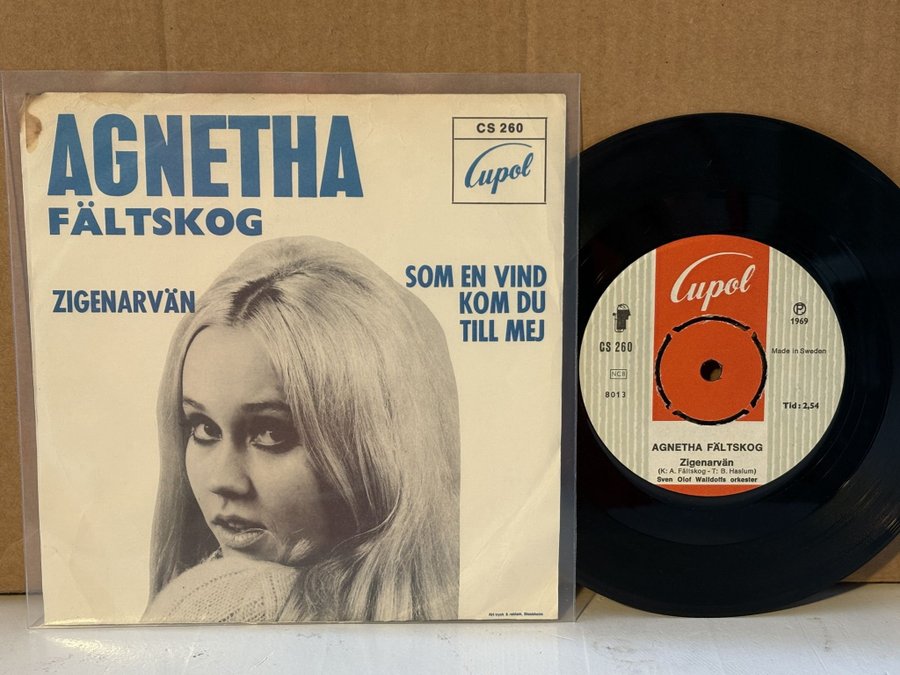 AGNETHA
FÄLTSKOG
CS 260
Cupol
ZIGENARVÄN
SOM EN VIND
KOM DU
TILL MEJ
Cupol
CS 260
NCB
8013
P
1969
Made in Sweden
Tid: 2,54
AGNETHA FÄLTSKOG
Zigenarvän
(K: A. Fältskog - T: B. Haslum)
Sven Olof Walldoffs orkester